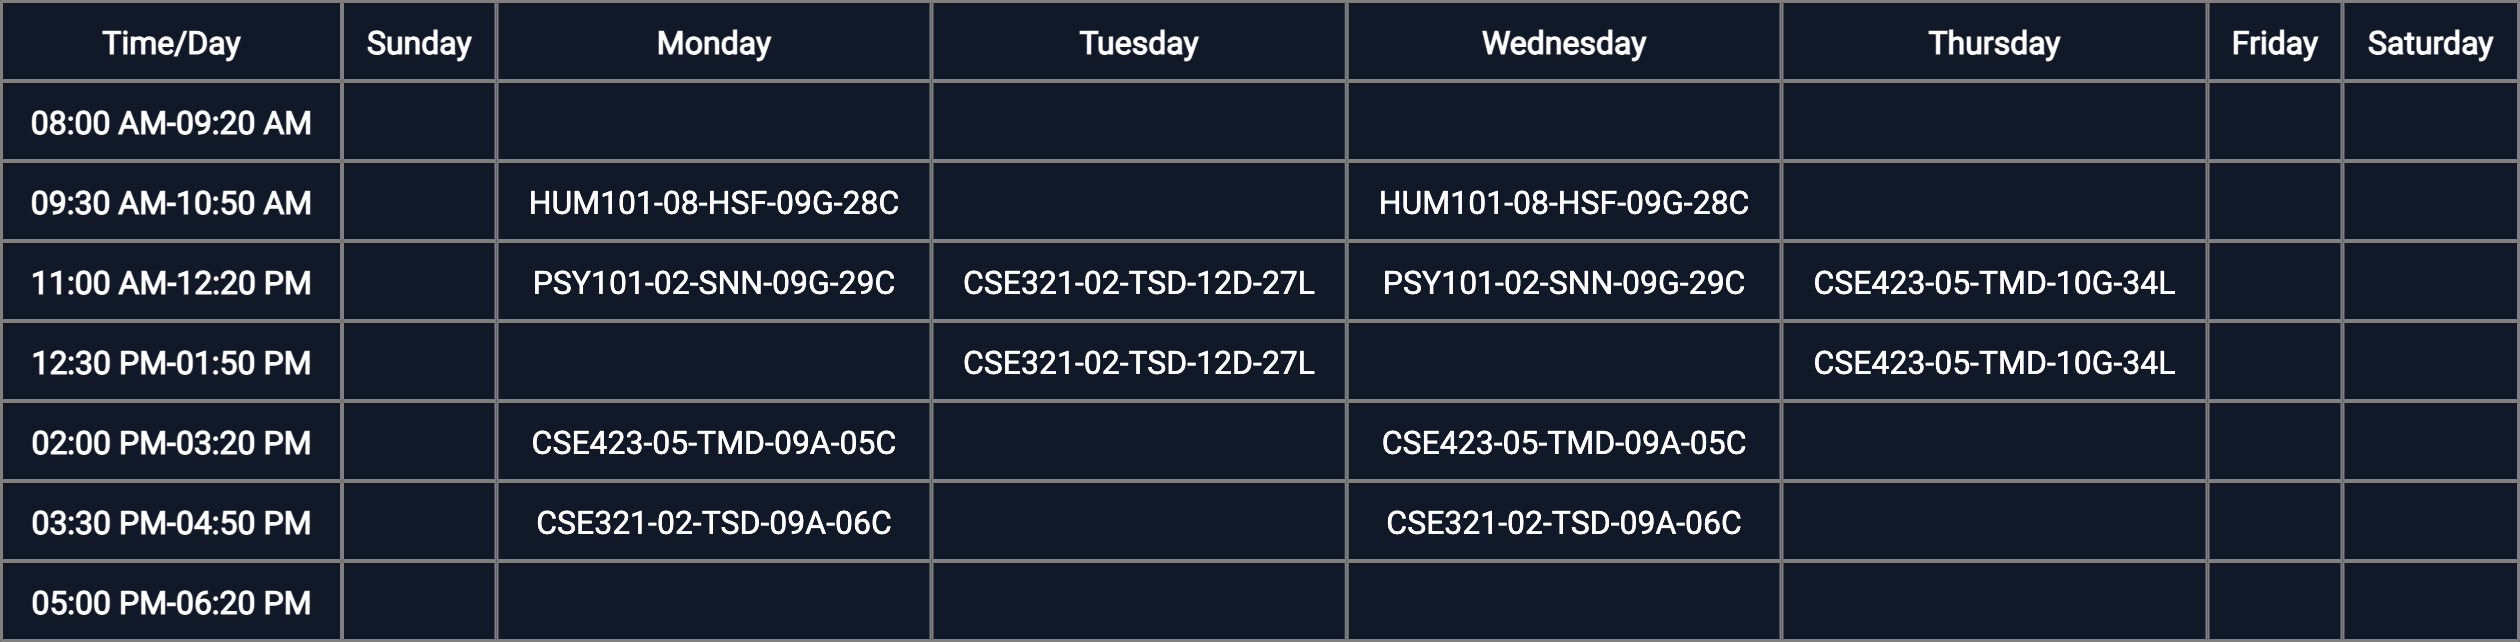 Time/Day Sunday Monday Tuesday Wednesday Thursday Friday Saturday
08:00 AM-09:20 AM
09:30 AM-10:50 AM HUM101-08-HSF-09G-28C HUM101-08-HSF-09G-28C
11:00 AM-12:20 PM PSY101-02-SNN-09G-29C CSE321-02-TSD-12D-27L PSY101-02-SNN-09G-29C CSE423-05-TMD-10G-34L
12:30 PM-01:50 PM CSE321-02-TSD-12D-27L CSE423-05-TMD-10G-34L
02:00 PM-03:20 PM CSE423-05-TMD-09A-05C CSE423-05-TMD-09A-05C
03:30 PM-04:50 PM CSE321-02-TSD-09A-06C CSE321-02-TSD-09A-06C
05:00 PM-06:20 PM